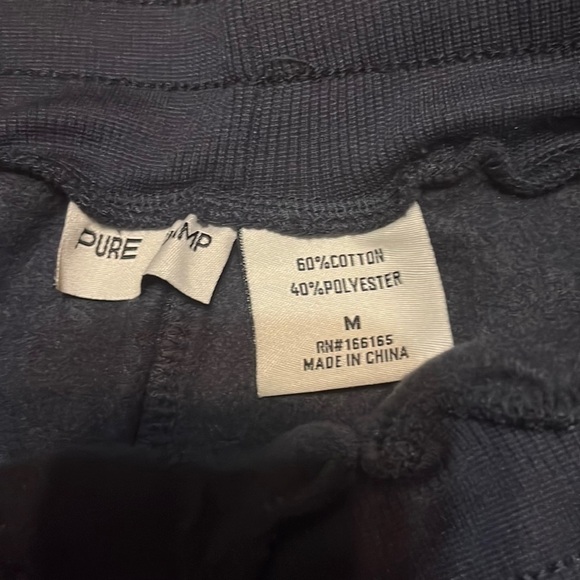 PURE
60%COTTON
40%POLYESTER
M
RN#166165
MADE IN CHINA